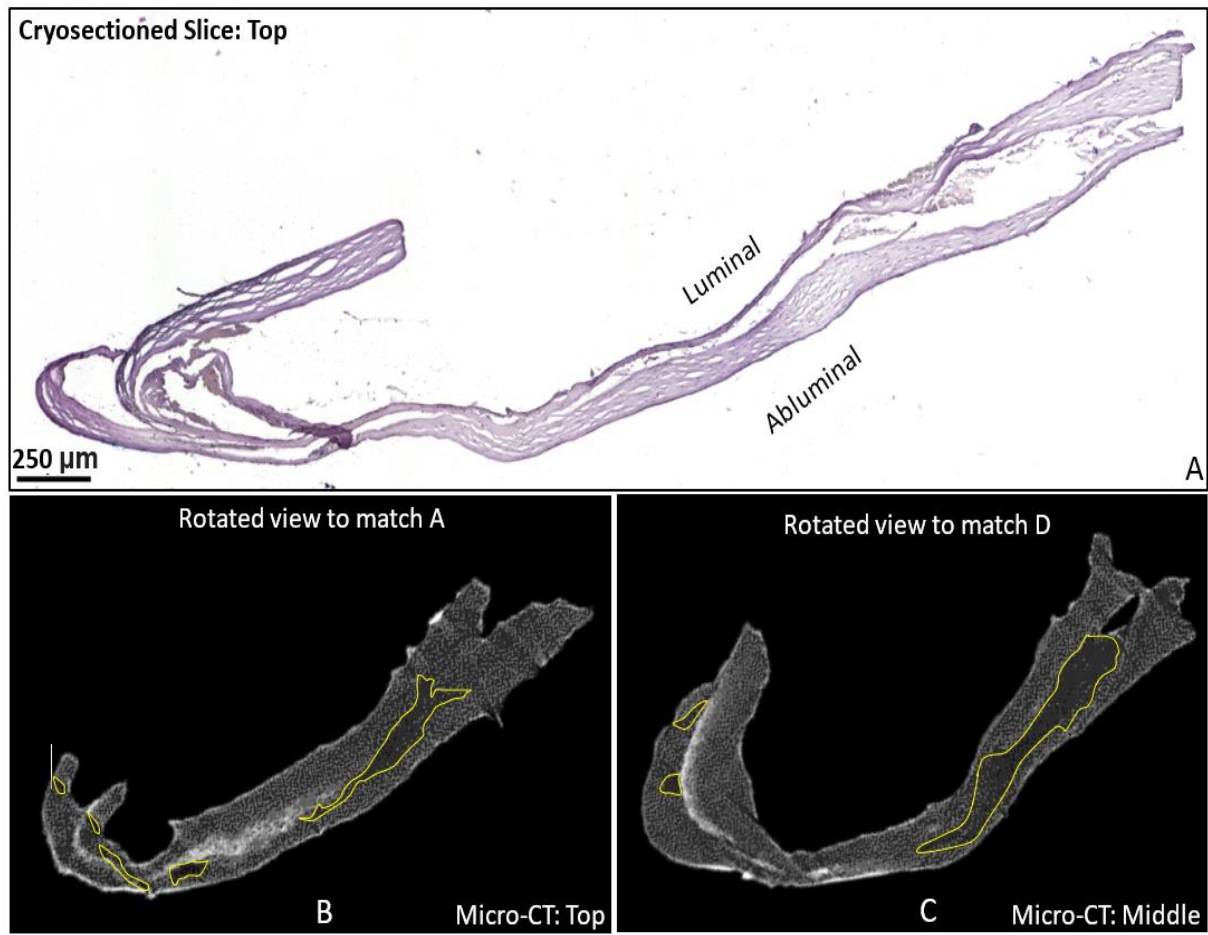 Cryosectioned Slice: Top
Luminal
Abluminal
250 µm
A
Rotated view to match A
Rotated view to match D
B
Micro-CT: Top
C
Micro-CT: Middle